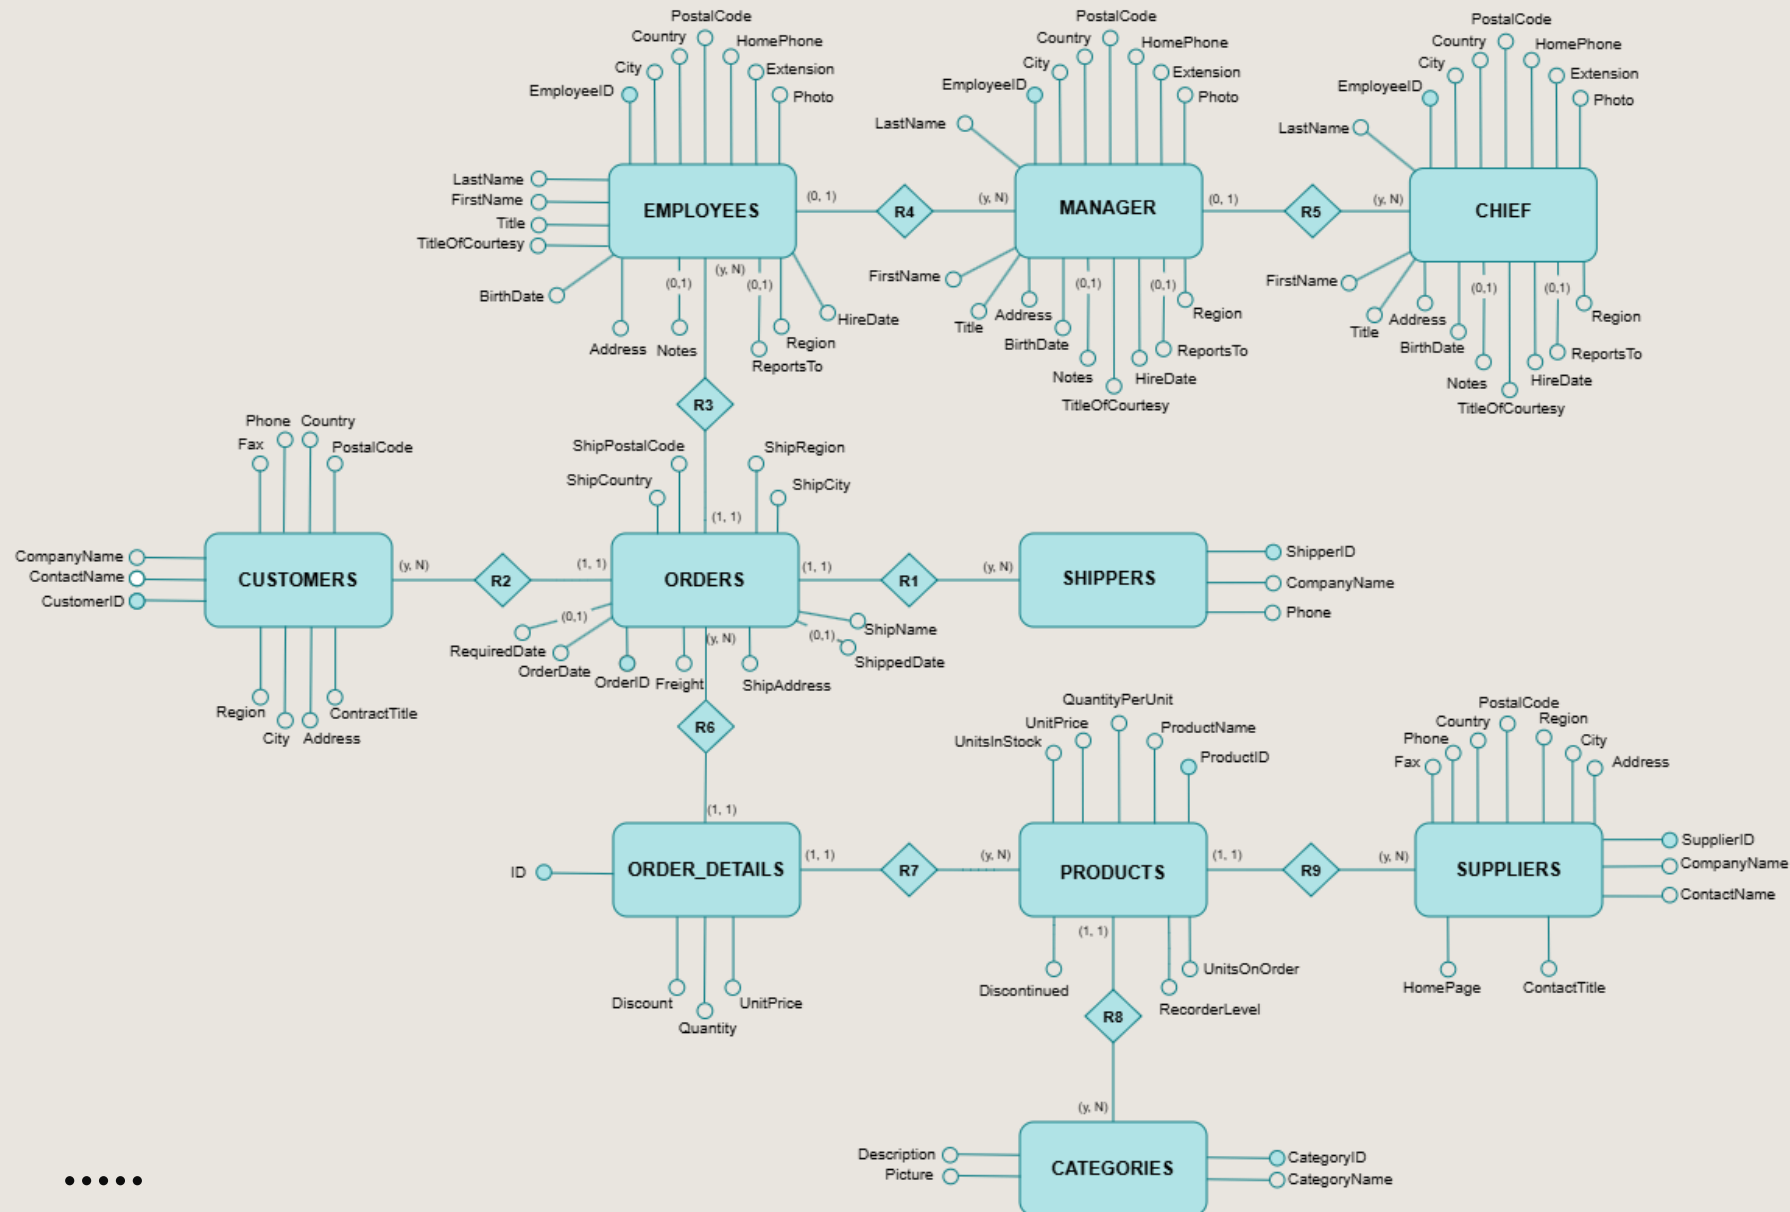 PostalCode
Country
HomePhone
City
Extension
EmployeeID
Photo
LastName
FirstName
Title
TitleOfCourtesy
BirthDate
EMPLOYEES
(0, 1)
(y, N)
(0,1)
(0,1)
Address
Notes
ReportsTo
Region
HireDate
R4
PostalCode
Country
HomePhone
City
Extension
EmployeeID
Photo
LastName
(y, N)
MANAGER
(0, 1)
FirstName
Title
Address
BirthDate
(0,1)
Notes
TitleOfCourtesy
HireDate
(0,1)
ReportsTo
Region
R5
PostalCode
Country
HomePhone
City
Extension
EmployeeID
Photo
LastName
(y, N)
CHIEF
FirstName
Title
Address
BirthDate
(0,1)
Notes
TitleOfCourtesy
HireDate
(0,1)
ReportsTo
Region
R3
Phone
Country
Fax
PostalCode
CompanyName
ContactName
CustomerID
CUSTOMERS
(y, N)
Region
City
Address
ContractTitle
R2
ShipPostalCode
ShipRegion
ShipCountry
ShipCity
(1, 1)
(1, 1)
ORDERS
(1, 1)
(0,1)
RequiredDate
OrderDate
OrderID
Freight
(y, N)
ShipAddress
(0,1)
ShipName
ShippedDate
R1
(y, N)
SHIPPERS
ShipperID
CompanyName
Phone
R6
(1, 1)
ID
ORDER_DETAILS
(1, 1)
Discount
Quantity
UnitPrice
R7
QuantityPerUnit
UnitPrice
ProductName
UnitsInStock
ProductID
(y, N)
PRODUCTS
(1, 1)
(1, 1)
Discontinued
UnitsOnOrder
RecorderLevel
R9
PostalCode
Country
Region
Phone
City
Fax
Address
(y, N)
SUPPLIERS
SupplierID
CompanyName
ContactName
HomePage
ContactTitle
R8
(y, N)
Description
Picture
CATEGORIES
CategoryID
CategoryName